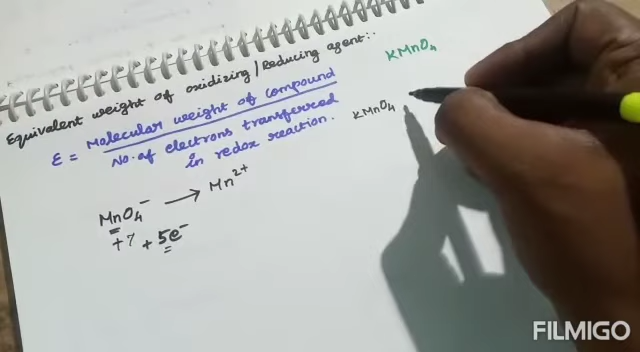 Equivalent weight of oxidizing/Reducing agent:-
KMnO4
E = Molecular weight of compound
No. of electrons transferred
in redox reaction.
KMnO4
MnO4- → Mn2+
+7 + 5e-
FILMIGO